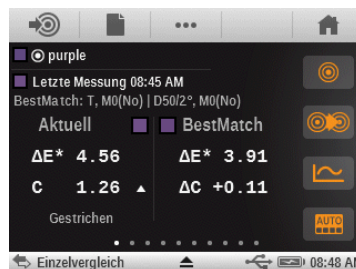 purple
Letzte Messung 08:45 AM
BestMatch: T, M0(No) | D50/2°, M0(No)
Aktuell BestMatch
ΔE* 4.56 ΔE* 3.91
C 1.26 ▲ ΔC +0.11
Gestrichen
AUTO
Einzelvergleich 08:48 AM